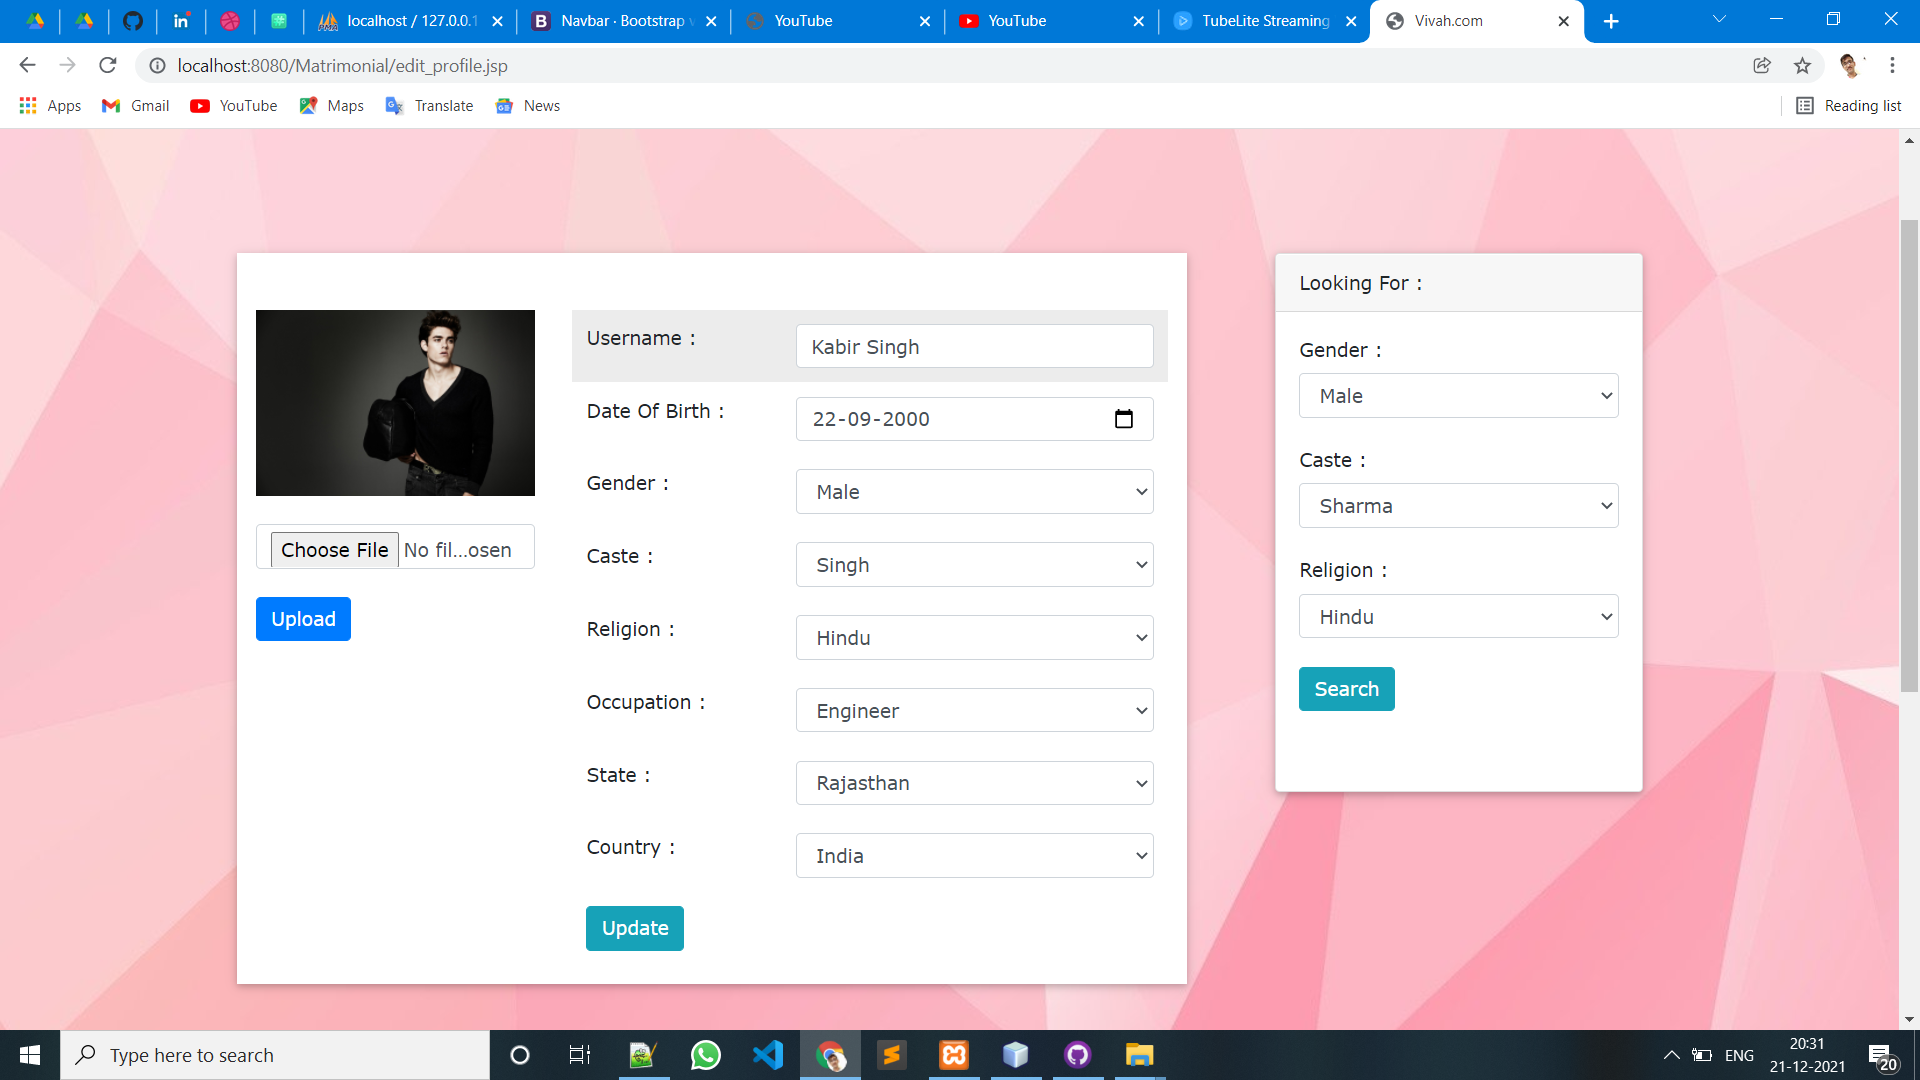 localhost / 127.0.0.1
Navbar · Bootstrap v
YouTube
YouTube
TubeLite Streaming
Vivah.com
localhost:8080/Matrimonial/edit_profile.jsp
Apps
Gmail
YouTube
Maps
Translate
News
Reading list
Username :
Kabir Singh
Date Of Birth :
22-09-2000
Gender :
Male
Caste :
Singh
Religion :
Hindu
Occupation :
Engineer
State :
Rajasthan
Country :
India
Update
Choose File No fil...osen
Upload
Looking For :
Gender :
Male
Caste :
Sharma
Religion :
Hindu
Search
Type here to search
ENG
20:31
21-12-2021
20